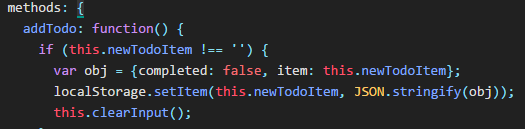 methods: {
addTodo: function() {
if (this.newTodoItem !== '') {
var obj = {completed: false, item: this.newTodoItem};
localStorage.setItem(this.newTodoItem, JSON.stringify(obj));
this.clearInput();